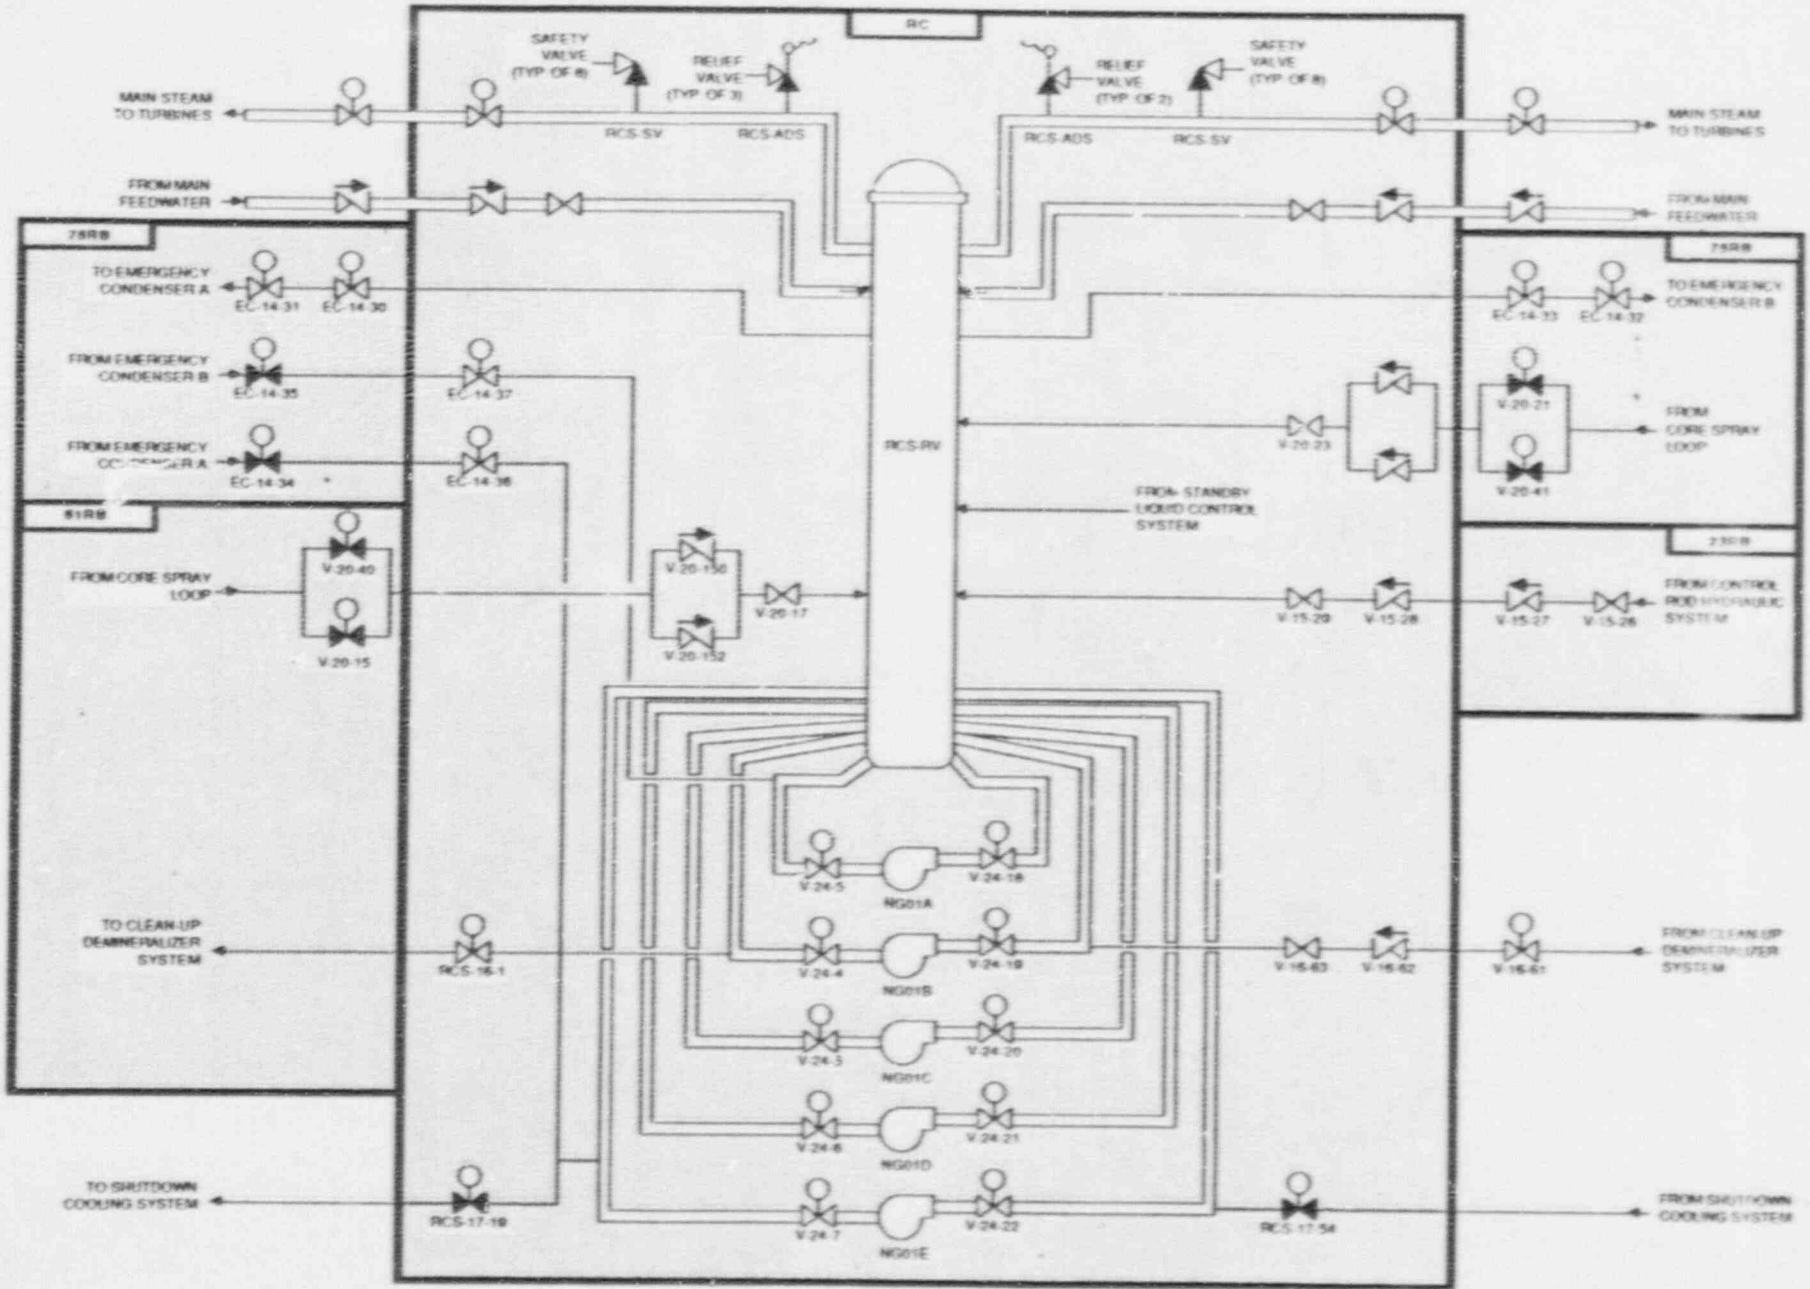 RC
SAFETY
VALVE
(TYP. OF 8)
RELIEF
VALVE
(TYP. OF 3)
RELIEF
VALVE
(TYP. OF 2)
SAFETY
VALVE
(TYP. OF 8)
MAIN STEAM
TO TURBINES
RCS-SV
RCS-ADS
RCS-ADS
RCS-SV
MAIN STEAM
TO TURBINES
FROM MAIN
FEEDWATER
FROM MAIN
FEEDWATER
75RB
TO EMERGENCY
CONDENSER A
EC-14-31
EC-14-30
TO EMERGENCY
CONDENSER B
EC-14-33
EC-14-32
FROM EMERGENCY
CONDENSER B
EC-14-35
EC-14-37
V-20-21
FROM
CORE SPRAY
LOOP
V-20-23
V-20-41
FROM EMERGENCY
CONDENSER A
EC-14-34
EC-14-36
RCS-RV
FROM STANDBY
LIQUID CONTROL
SYSTEM
FROM CORE SPRAY
LOOP
V-20-40
V-20-15
V-20-150
V-20-152
V-20-17
V-15-29
V-15-28
V-15-27
V-15-26
FROM CONTROL
ROD HYDRAULIC
SYSTEM
V-24-5
NG01A
V-24-18
TO CLEAN-UP
DEMINERALIZER
SYSTEM
RCS-16-1
V-24-4
NG01B
V-24-19
V-16-63
V-16-62
V-16-61
FROM CLEAN-UP
DEMINERALIZER
SYSTEM
V-24-5
NG01C
V-24-20
V-24-6
NG01D
V-24-21
TO SHUTDOWN
COOLING SYSTEM
RCS-17-19
V-24-7
NG01E
V-24-22
RCS-17-54
FROM SHUTDOWN
COOLING SYSTEM